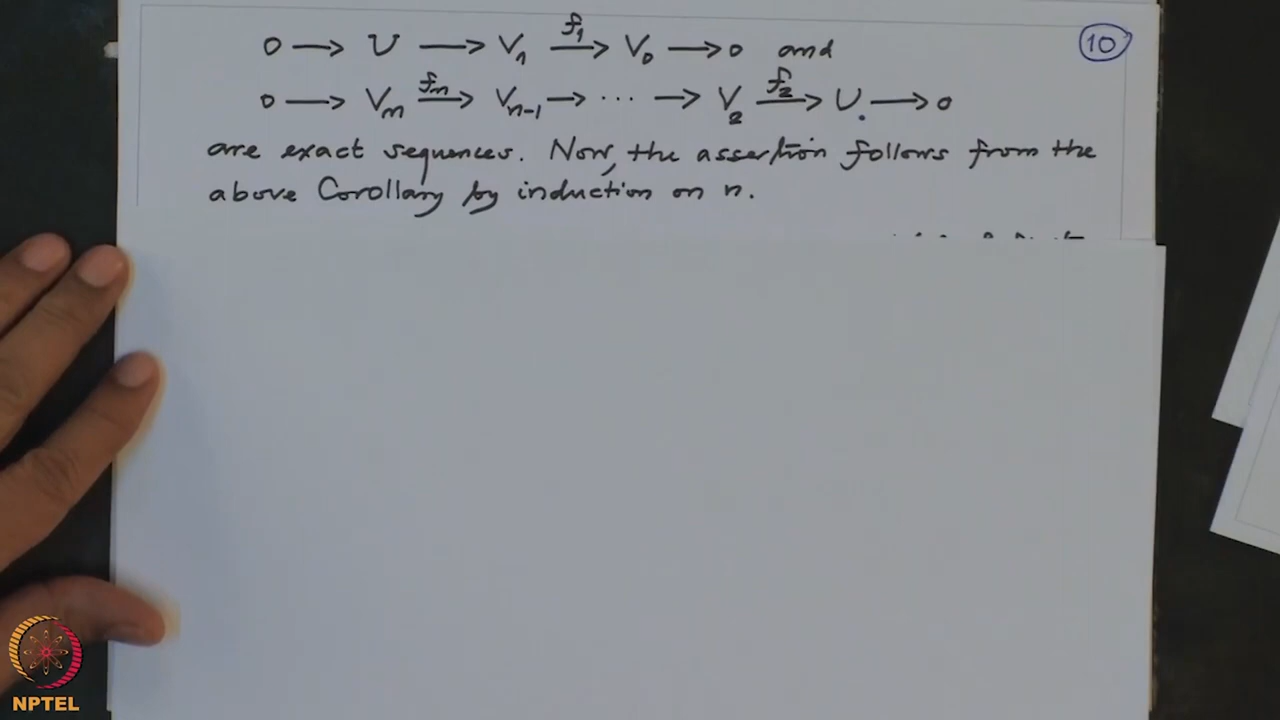 0 → U → V₁ —f₁→ V₀ → 0 and
⑩
0 → Vₙ —fₙ→ Vₙ₋₁ → ⋯ → V₂ —f₂→ U → 0
are exact sequences. Now, the assertion follows from the
above Corollary by induction on n.
NPTEL